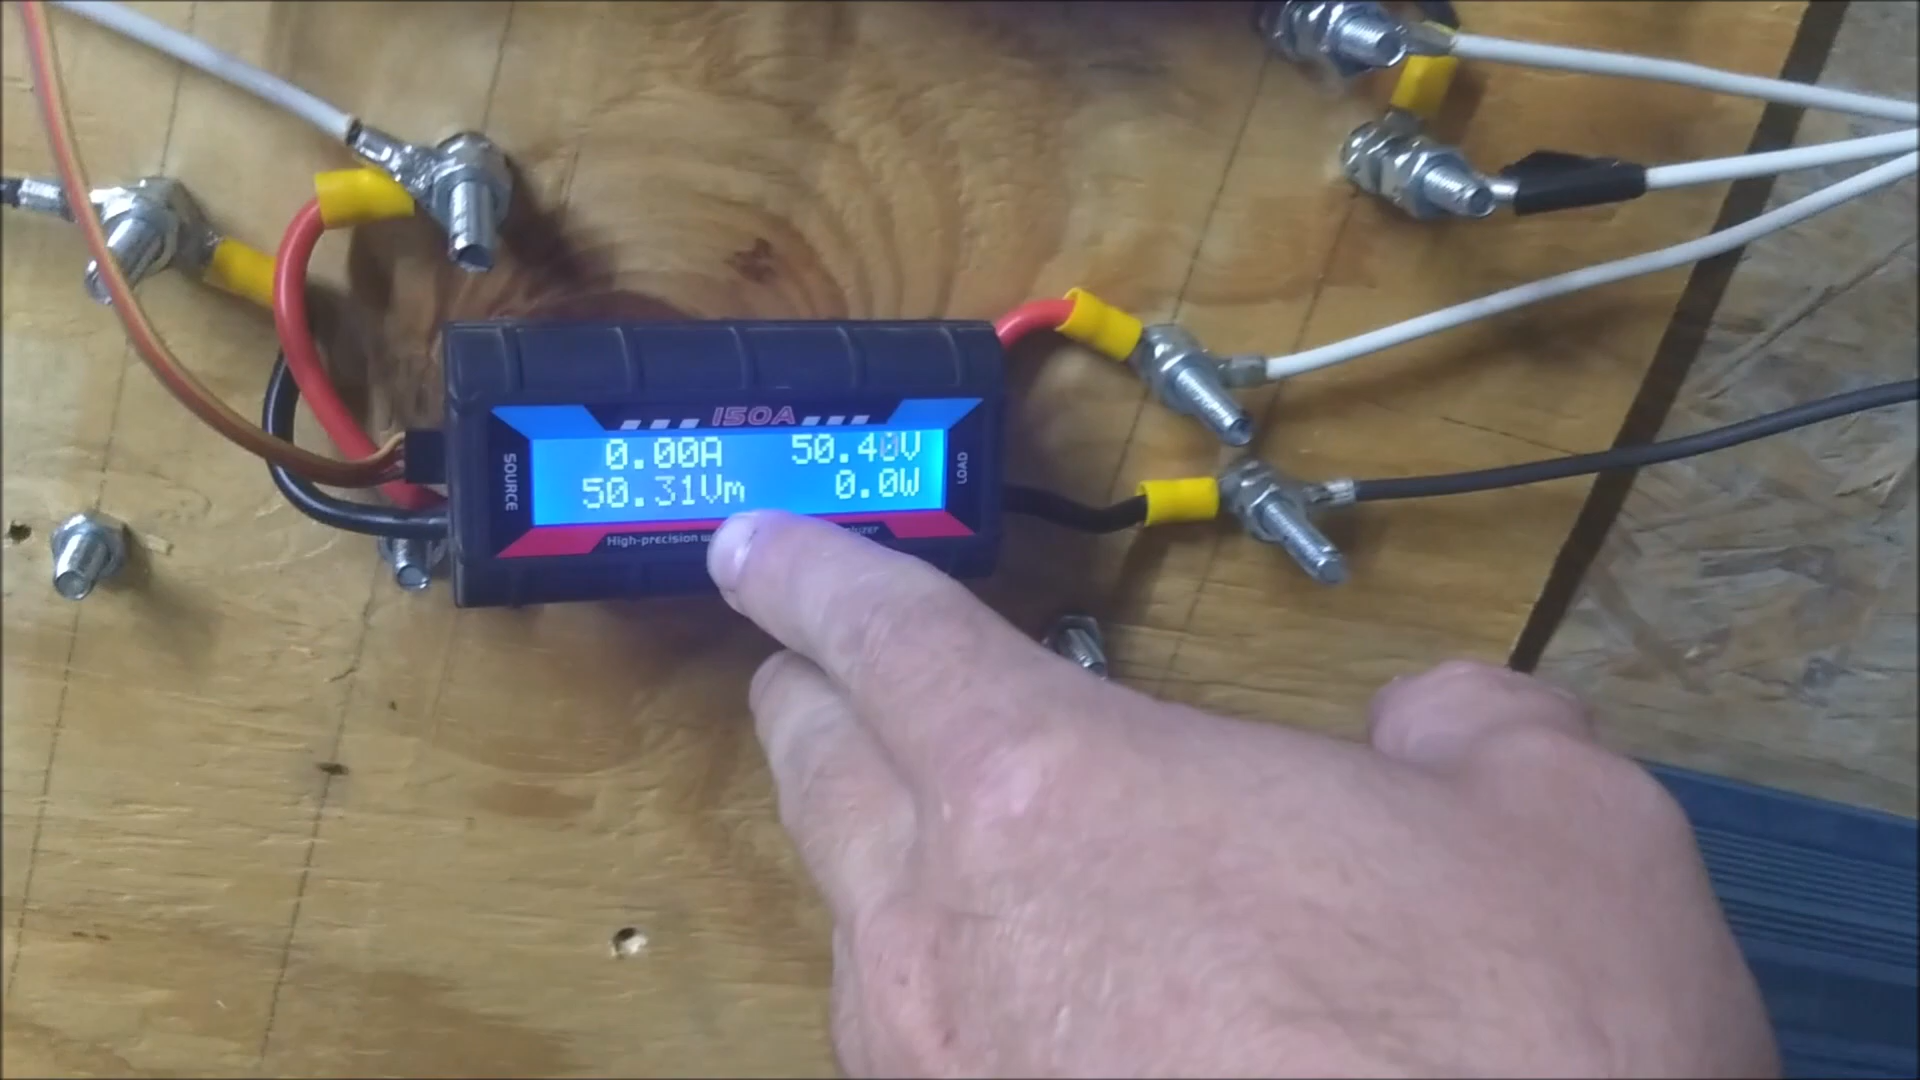 150A
SOURCE
0.00A 50.40V
50.31Vm 0.0W
LOAD
High-precision